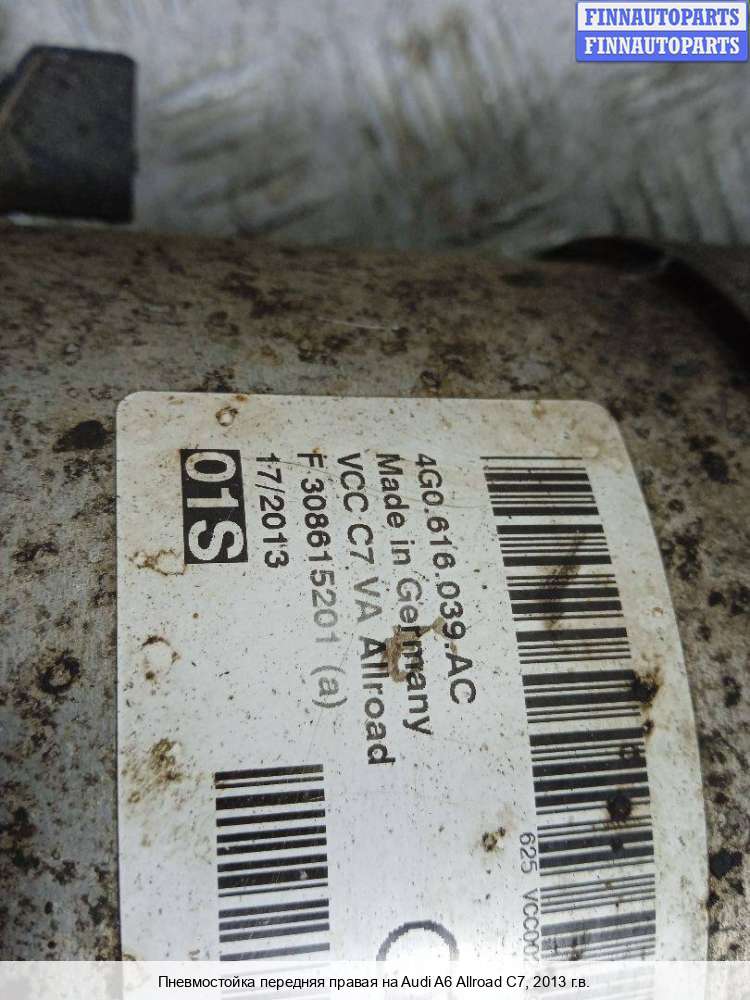 FINNAUTOPARTS
FINNAUTOPARTS
4G0.616.039.AC
Made in Germany
VCC C7 VA Allroad
F 308615201 (a)
17/2013
01S
625
Пневмостойка передняя правая на Audi A6 Allroad C7, 2013 г.в.